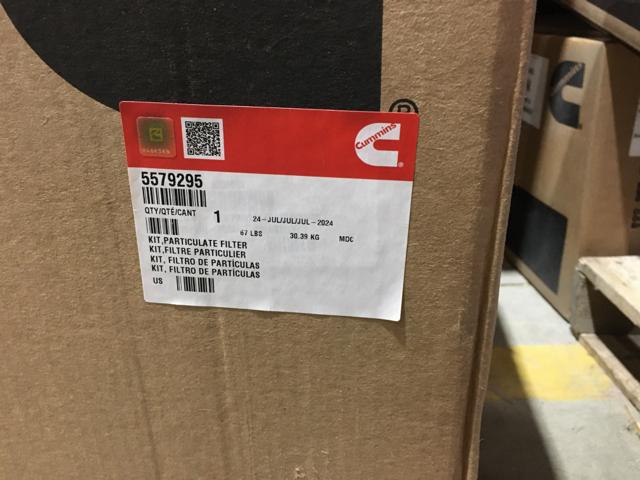 Cummins
®
5579295
QTY/QTÉ/CANT 1 24-JUL/JUL/JUL-2024
67 LBS 30.39 KG MDC
KIT,PARTICULATE FILTER
KIT,FILTRE PARTICULIER
KIT, FILTRO DE PARTÍCULAS
KIT, FILTRO DE PARTÍCULAS
US
®
Cummins